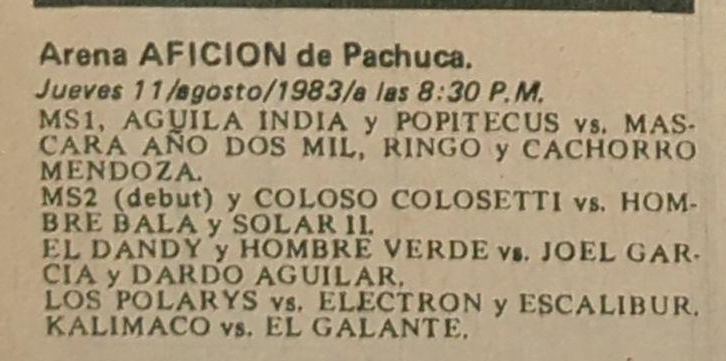 Arena AFICION de Pachuca.
Jueves 11/agosto/1983/a las 8:30 P.M.
MS1, AGUILA INDIA y POPITECUS vs. MAS-
CARA AÑO DOS MIL, RINGO y CACHORRO
MENDOZA.
MS2 (debut) y COLOSO COLOSETTI vs. HOM-
BRE BALA y SOLAR II.
EL DANDY y HOMBRE VERDE vs. JOEL GAR-
CIA y DARDO AGUILAR.
LOS POLARYS vs. ELECTRON y ESCALIBUR.
KALIMACO vs. EL GALANTE.